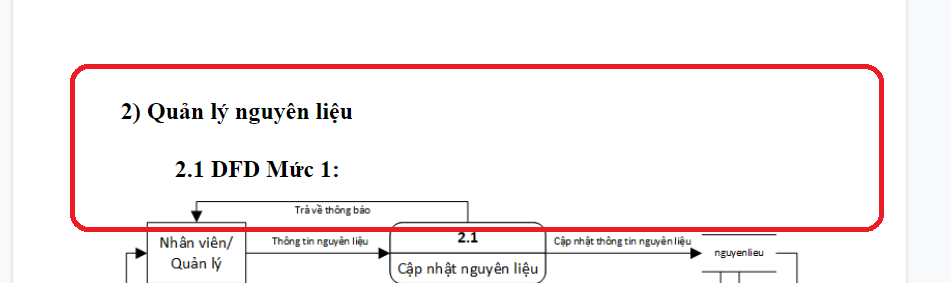 2) Quản lý nguyên liệu
2.1 DFD Mức 1:
Trả về thông báo
Nhân viên/
Quản lý
Thông tin nguyên liệu
2.1
Cập nhật nguyên liệu
Cập nhật thông tin nguyên liệu
nguyenlieu